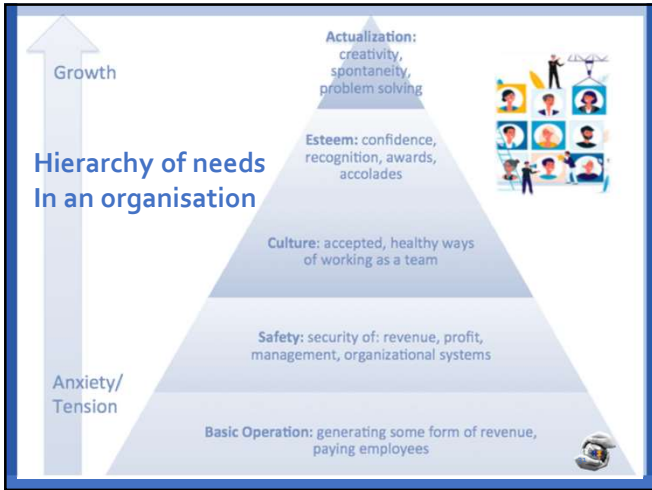 Actualization:
creativity,
spontaneity,
problem solving
Growth
Esteem: confidence,
recognition, awards,
accolades
Hierarchy of needs
In an organisation
Culture: accepted, healthy ways
of working as a team
Safety: security of: revenue, profit,
management, organizational systems
Anxiety/
Tension
Basic Operation: generating some form of revenue,
paying employees